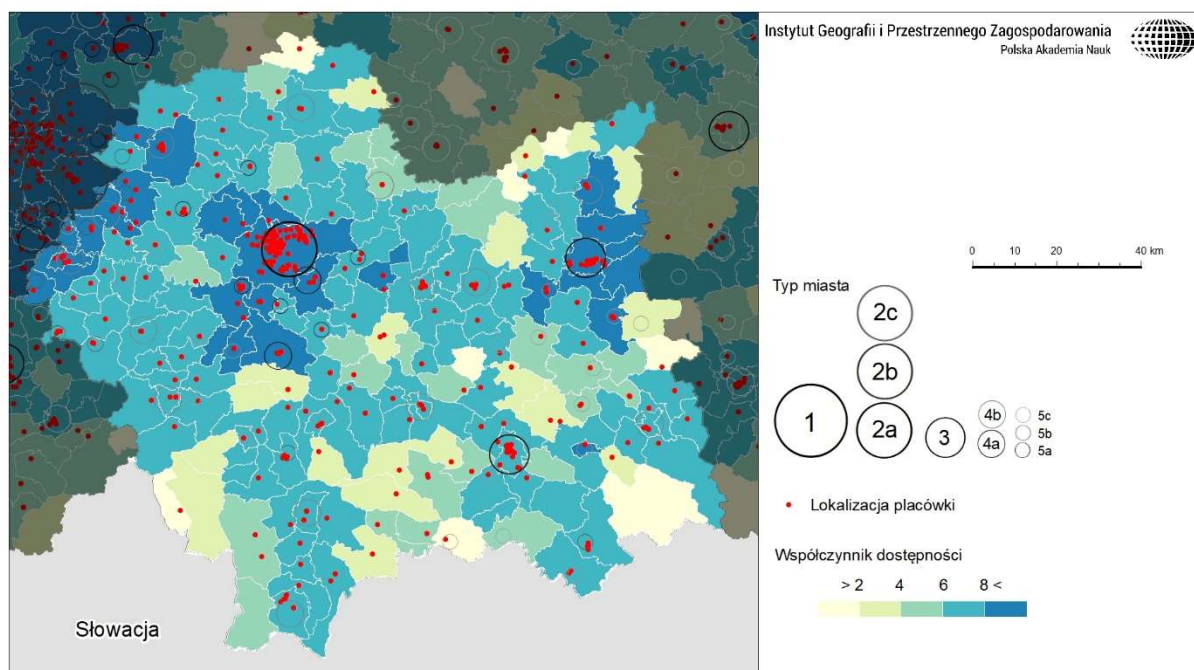 Instytut Geografii i Przestrzennego Zagospodarowania
Polska Akademia Nauk
0 10 20 40 km
Typ miasta
2c
2b
1
2a
3
4b
4a
5c
5b
5a
Lokalizacja placówki
Współczynnik dostępności
> 2 4 6 8 <
Słowacja